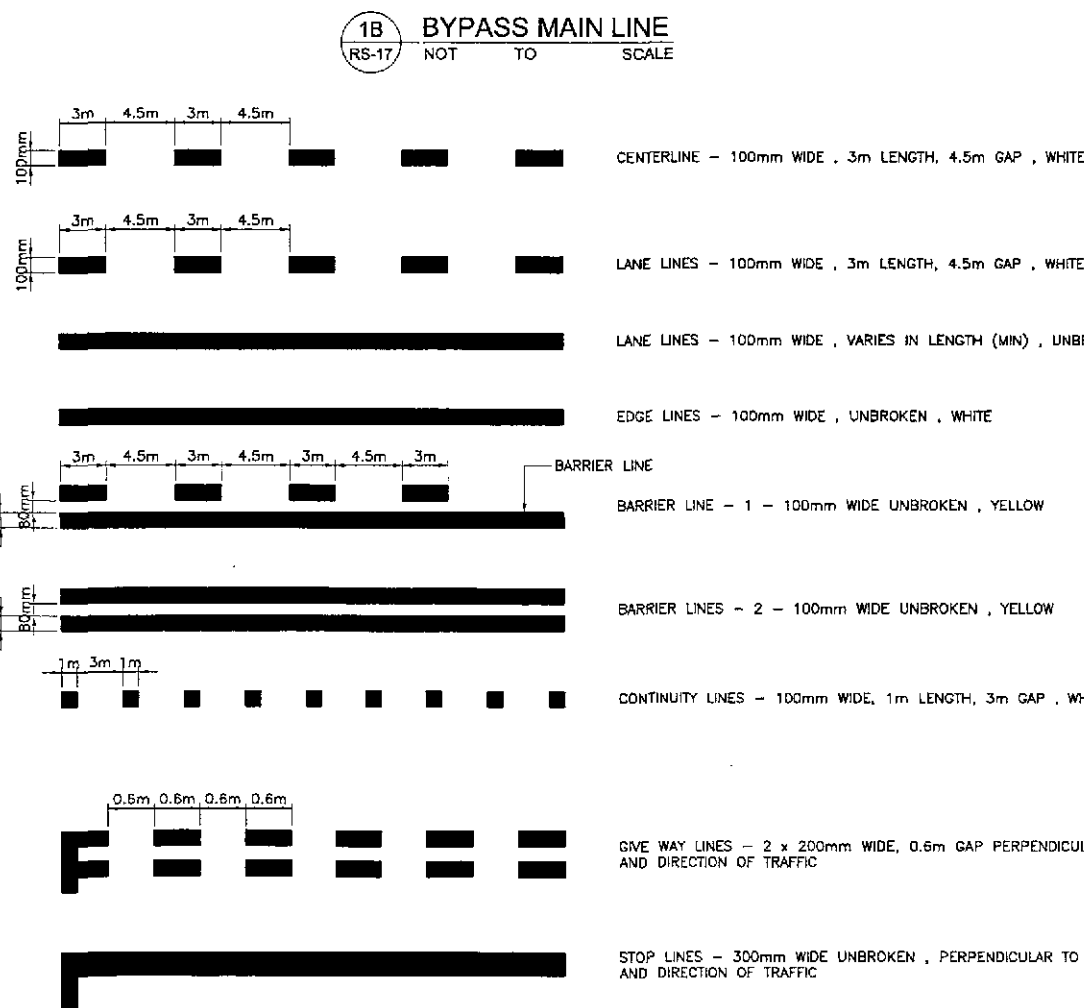 1B BYPASS MAIN LINE
RS-17 NOT TO SCALE
3m 4.5m 3m 4.5m
100mm
CENTERLINE - 100mm WIDE , 3m LENGTH, 4.5m GAP , WHITE
3m 4.5m 3m 4.5m
100mm
LANE LINES - 100mm WIDE , 3m LENGTH, 4.5m GAP , WHITE
LANE LINES - 100mm WIDE , VARIES IN LENGTH (MIN) ,
EDGE LINES - 100mm WIDE , UNBROKEN , WHITE
3m 4.5m 3m 4.5m 3m 4.5m 3m
BARRIER LINE
80mm
BARRIER LINE - 1 - 100mm WIDE UNBROKEN , YELLOW
80mm
BARRIER LINES - 2 - 100mm WIDE UNBROKEN , YELLOW
1m 3m 1m
CONTINUITY LINES - 100mm WIDE, 1m LENGTH, 3m GAP ,
0.6m 0.6m 0.6m 0.6m
GIVE WAY LINES - 2 x 200mm WIDE, 0.6m GAP
AND DIRECTION OF TRAFFIC
STOP LINES - 300mm WIDE UNBROKEN , PERPENDICULAR TO
AND DIRECTION OF TRAFFIC